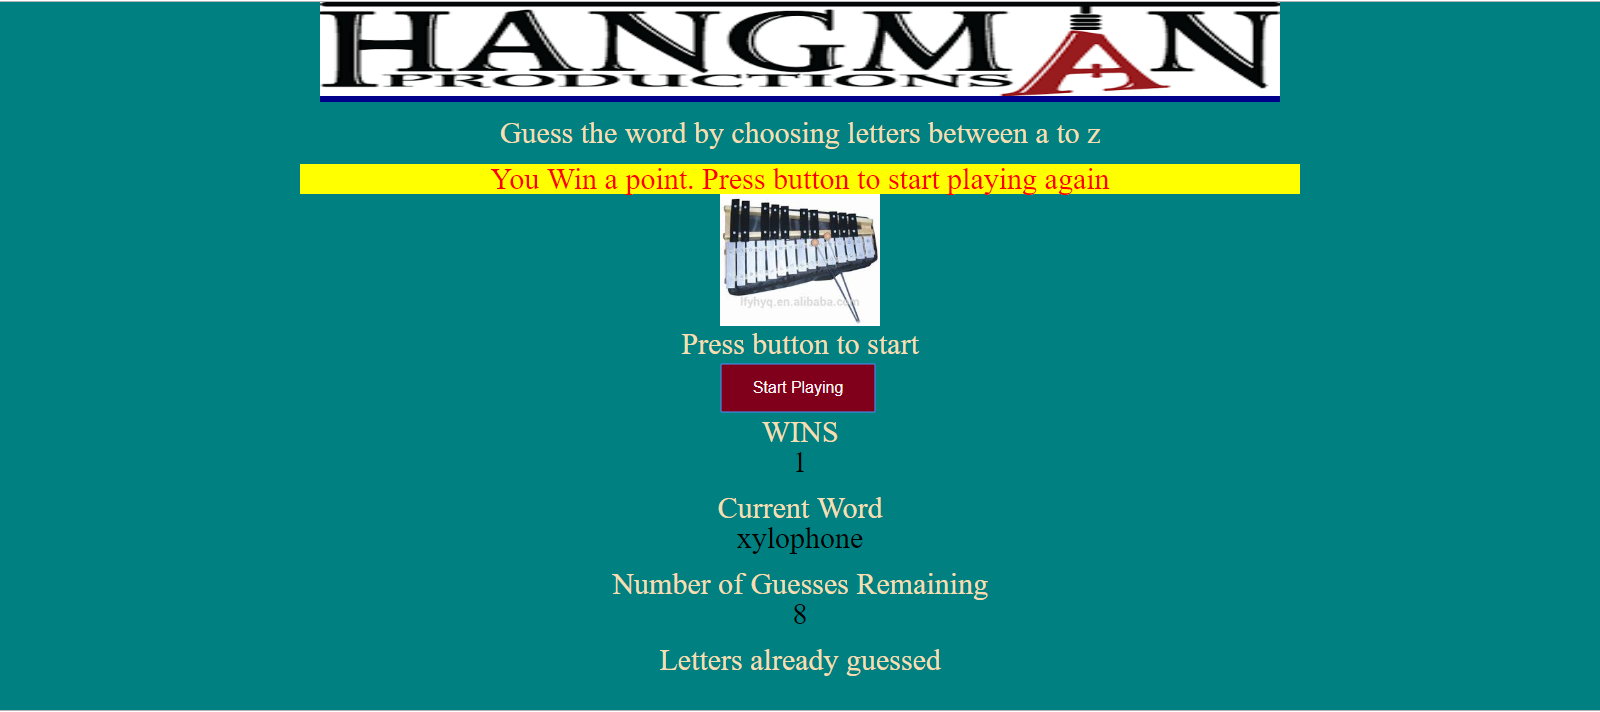 HANGMAN
PRODUCTIONS
Guess the word by choosing letters between a to z
You Win a point. Press button to start playing again
lfyhyq.en.alibaba.com
Press button to start
Start Playing
WINS
1
Current Word
xylophone
Number of Guesses Remaining
8
Letters already guessed